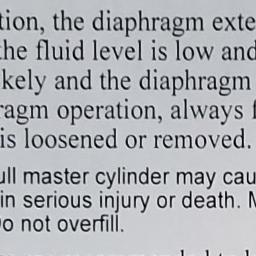 tion, the diaphragm exte
the fluid level is low and
kely and the diaphragm
ragm operation, always f
is loosened or removed.
ull master cylinder may cau
in serious injury or death. M
o not overfill.